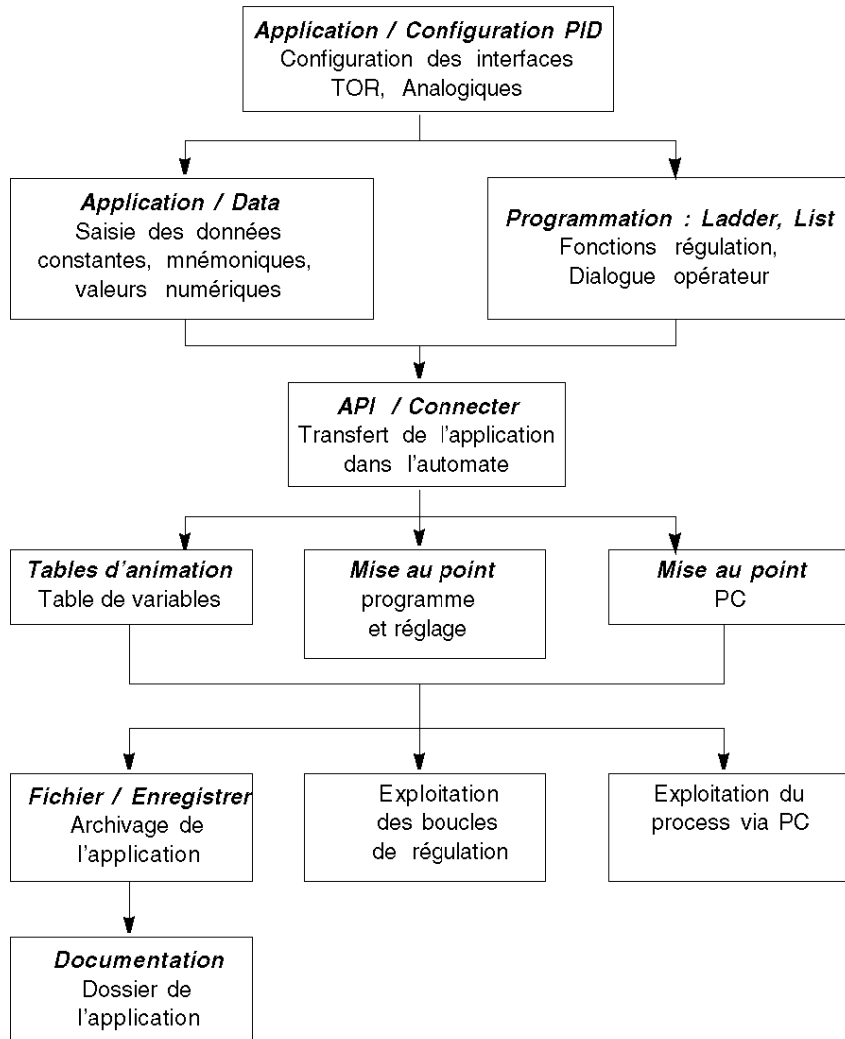 Application / Configuration PID
Configuration des interfaces
TOR, Analogiques
Application / Data
Saisie des données
constantes, mnémoniques,
valeurs numériques
Programmation : Ladder, List
Fonctions régulation,
Dialogue opérateur
API / Connecter
Transfert de l'application
dans l'automate
Tables d'animation
Table de variables
Mise au point
programme
et réglage
Mise au point
PC
Fichier / Enregistrer
Archivage de
l'application
Exploitation
des boucles
de régulation
Exploitation du
process via PC
Documentation
Dossier de
l'application